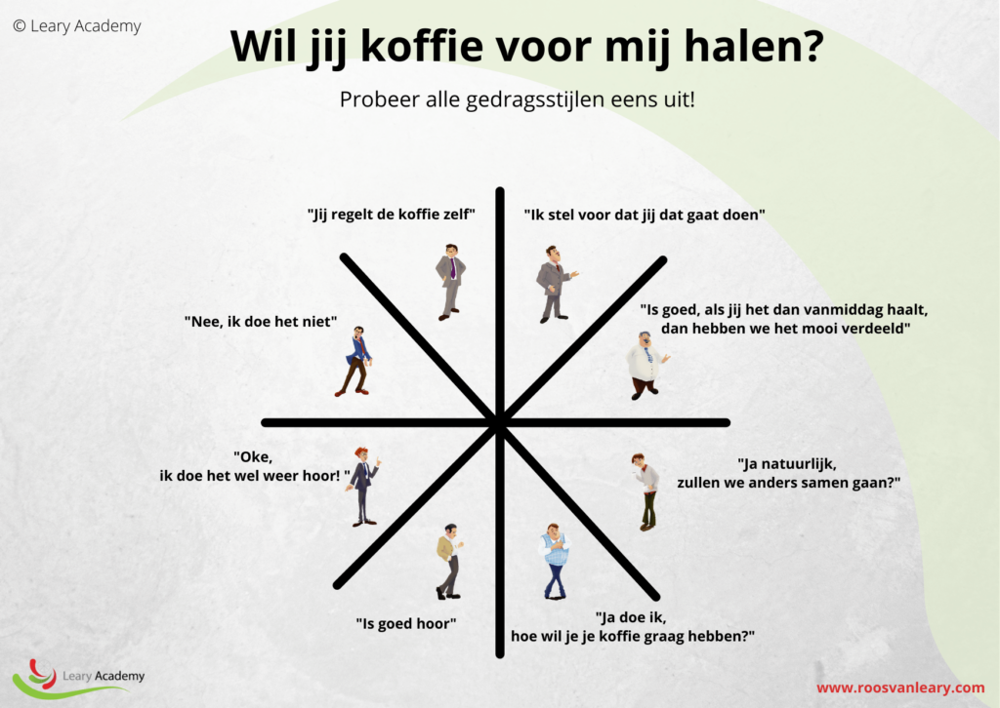 © Leary Academy
Wil jij koffie voor mij halen?
Probeer alle gedragsstijlen eens uit!
"Jij regelt de koffie zelf"
"Ik stel voor dat jij dat gaat doen"
"Nee, ik doe het niet"
"Is goed, als jij het dan vanmiddag haalt,
dan hebben we het mooi verdeeld"
"Oke,
ik doe het wel weer hoor! "
"Ja natuurlijk,
zullen we anders samen gaan?"
"Is goed hoor"
"Ja doe ik,
hoe wil je je koffie graag hebben?"
Leary Academy
www.roosvanleary.com